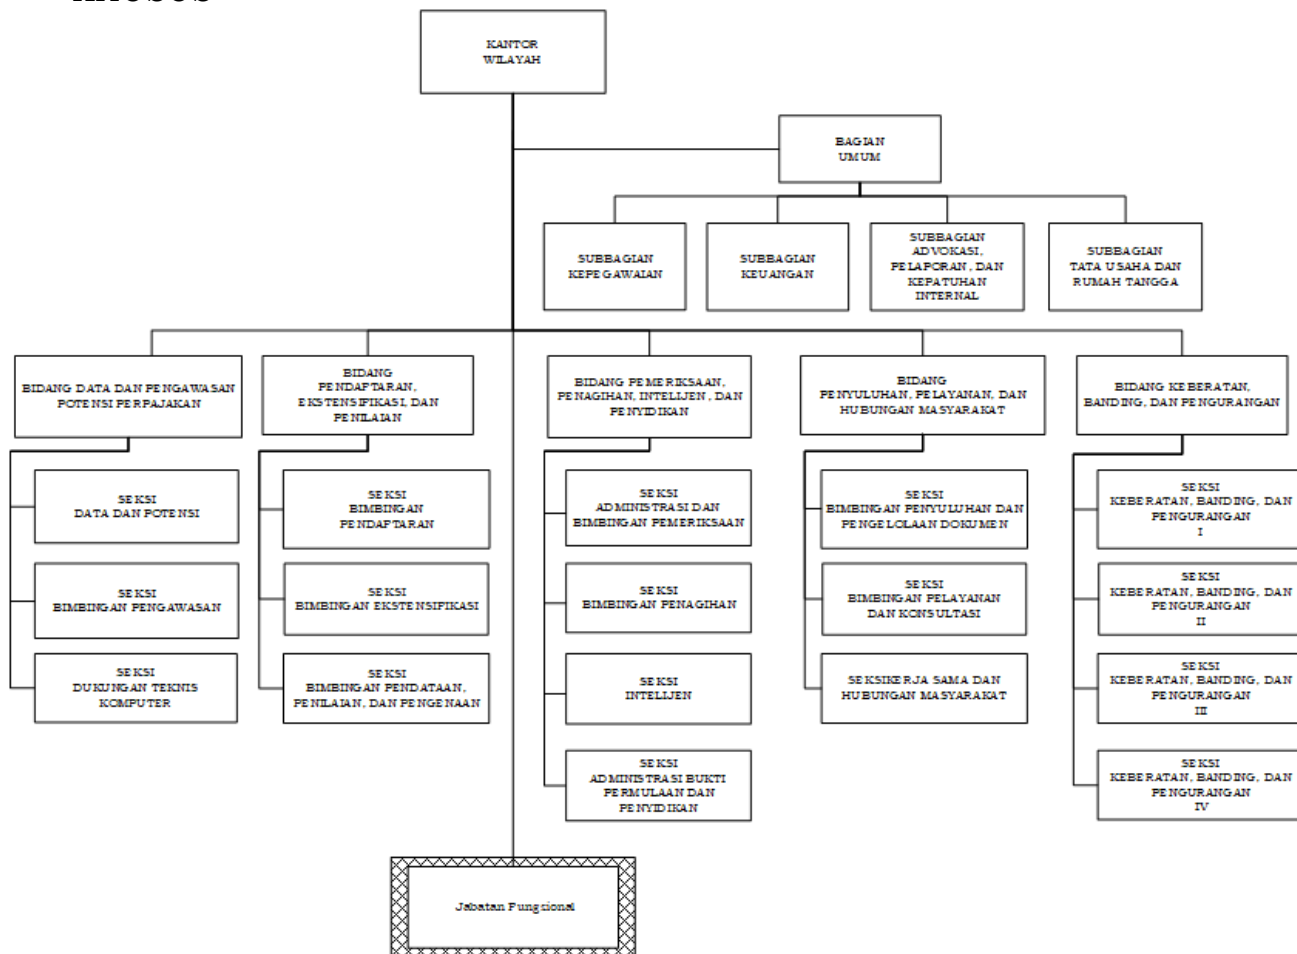 KANTOR
WILAYAH
BAGIAN
UMUM
SUBBAGIAN
KEPEGAWAIAN
SUBBAGIAN
KEUANGAN
SUBBAGIAN
ADVOKASI,
PELAPORAN, DAN
KEPATUHAN
INTERNAL
SUBBAGIAN
TATA USAHA DAN
RUMAH TANGGA
BIDANG DATA DAN PENGAWASAN
POTENSI PERPAJAKAN
BIDANG
PENDAFTARAN,
EKSTENSIFIKASI, DAN
PENILAIAN
BIDANG PEMERIKSAAN,
PENAGIHAN, INTELIJEN, DAN
PENYIDIKAN
BIDANG
PENYULUHAN, PELAYANAN, DAN
HUBUNGAN MASYARAKAT
BIDANG KEBERATAN,
BANDING, DAN PENGURANGAN
SEKSI
DATA DAN POTENSI
SEKSI
BIMBINGAN PENGAWASAN
SEKSI
DUKUNGAN TEKNIS
KOMPUTER
SEKSI
BIMBINGAN
PENDAFTARAN
SEKSI
BIMBINGAN EKSTENSIFIKASI
SEKSI
BIMBINGAN PENDATAAN,
PENILAIAN, DAN PENGENAAN
SEKSI
ADMINISTRASI DAN
BIMBINGAN PEMERIKSAAN
SEKSI
BIMBINGAN PENAGIHAN
SEKSI
INTELIJEN
SEKSI
ADMINISTRASI BUKTI
PERMULAAN DAN
PENYIDIKAN
SEKSI
BIMBINGAN PENYULUHAN DAN
PENGELOLAAN DOKUMEN
SEKSI
BIMBINGAN PELAYANAN
DAN KONSULTASI
SEKSIKERJA SAMA DAN
HUBUNGAN MASYARAKAT
SEKSI
KEBERATAN, BANDING, DAN
PENGURANGAN
I
SEKSI
KEBERATAN, BANDING, DAN
PENGURANGAN
II
SEKSI
KEBERATAN, BANDING, DAN
PENGURANGAN
III
SEKSI
KEBERATAN, BANDING, DAN
PENGURANGAN
IV
Jabatan Fungsional